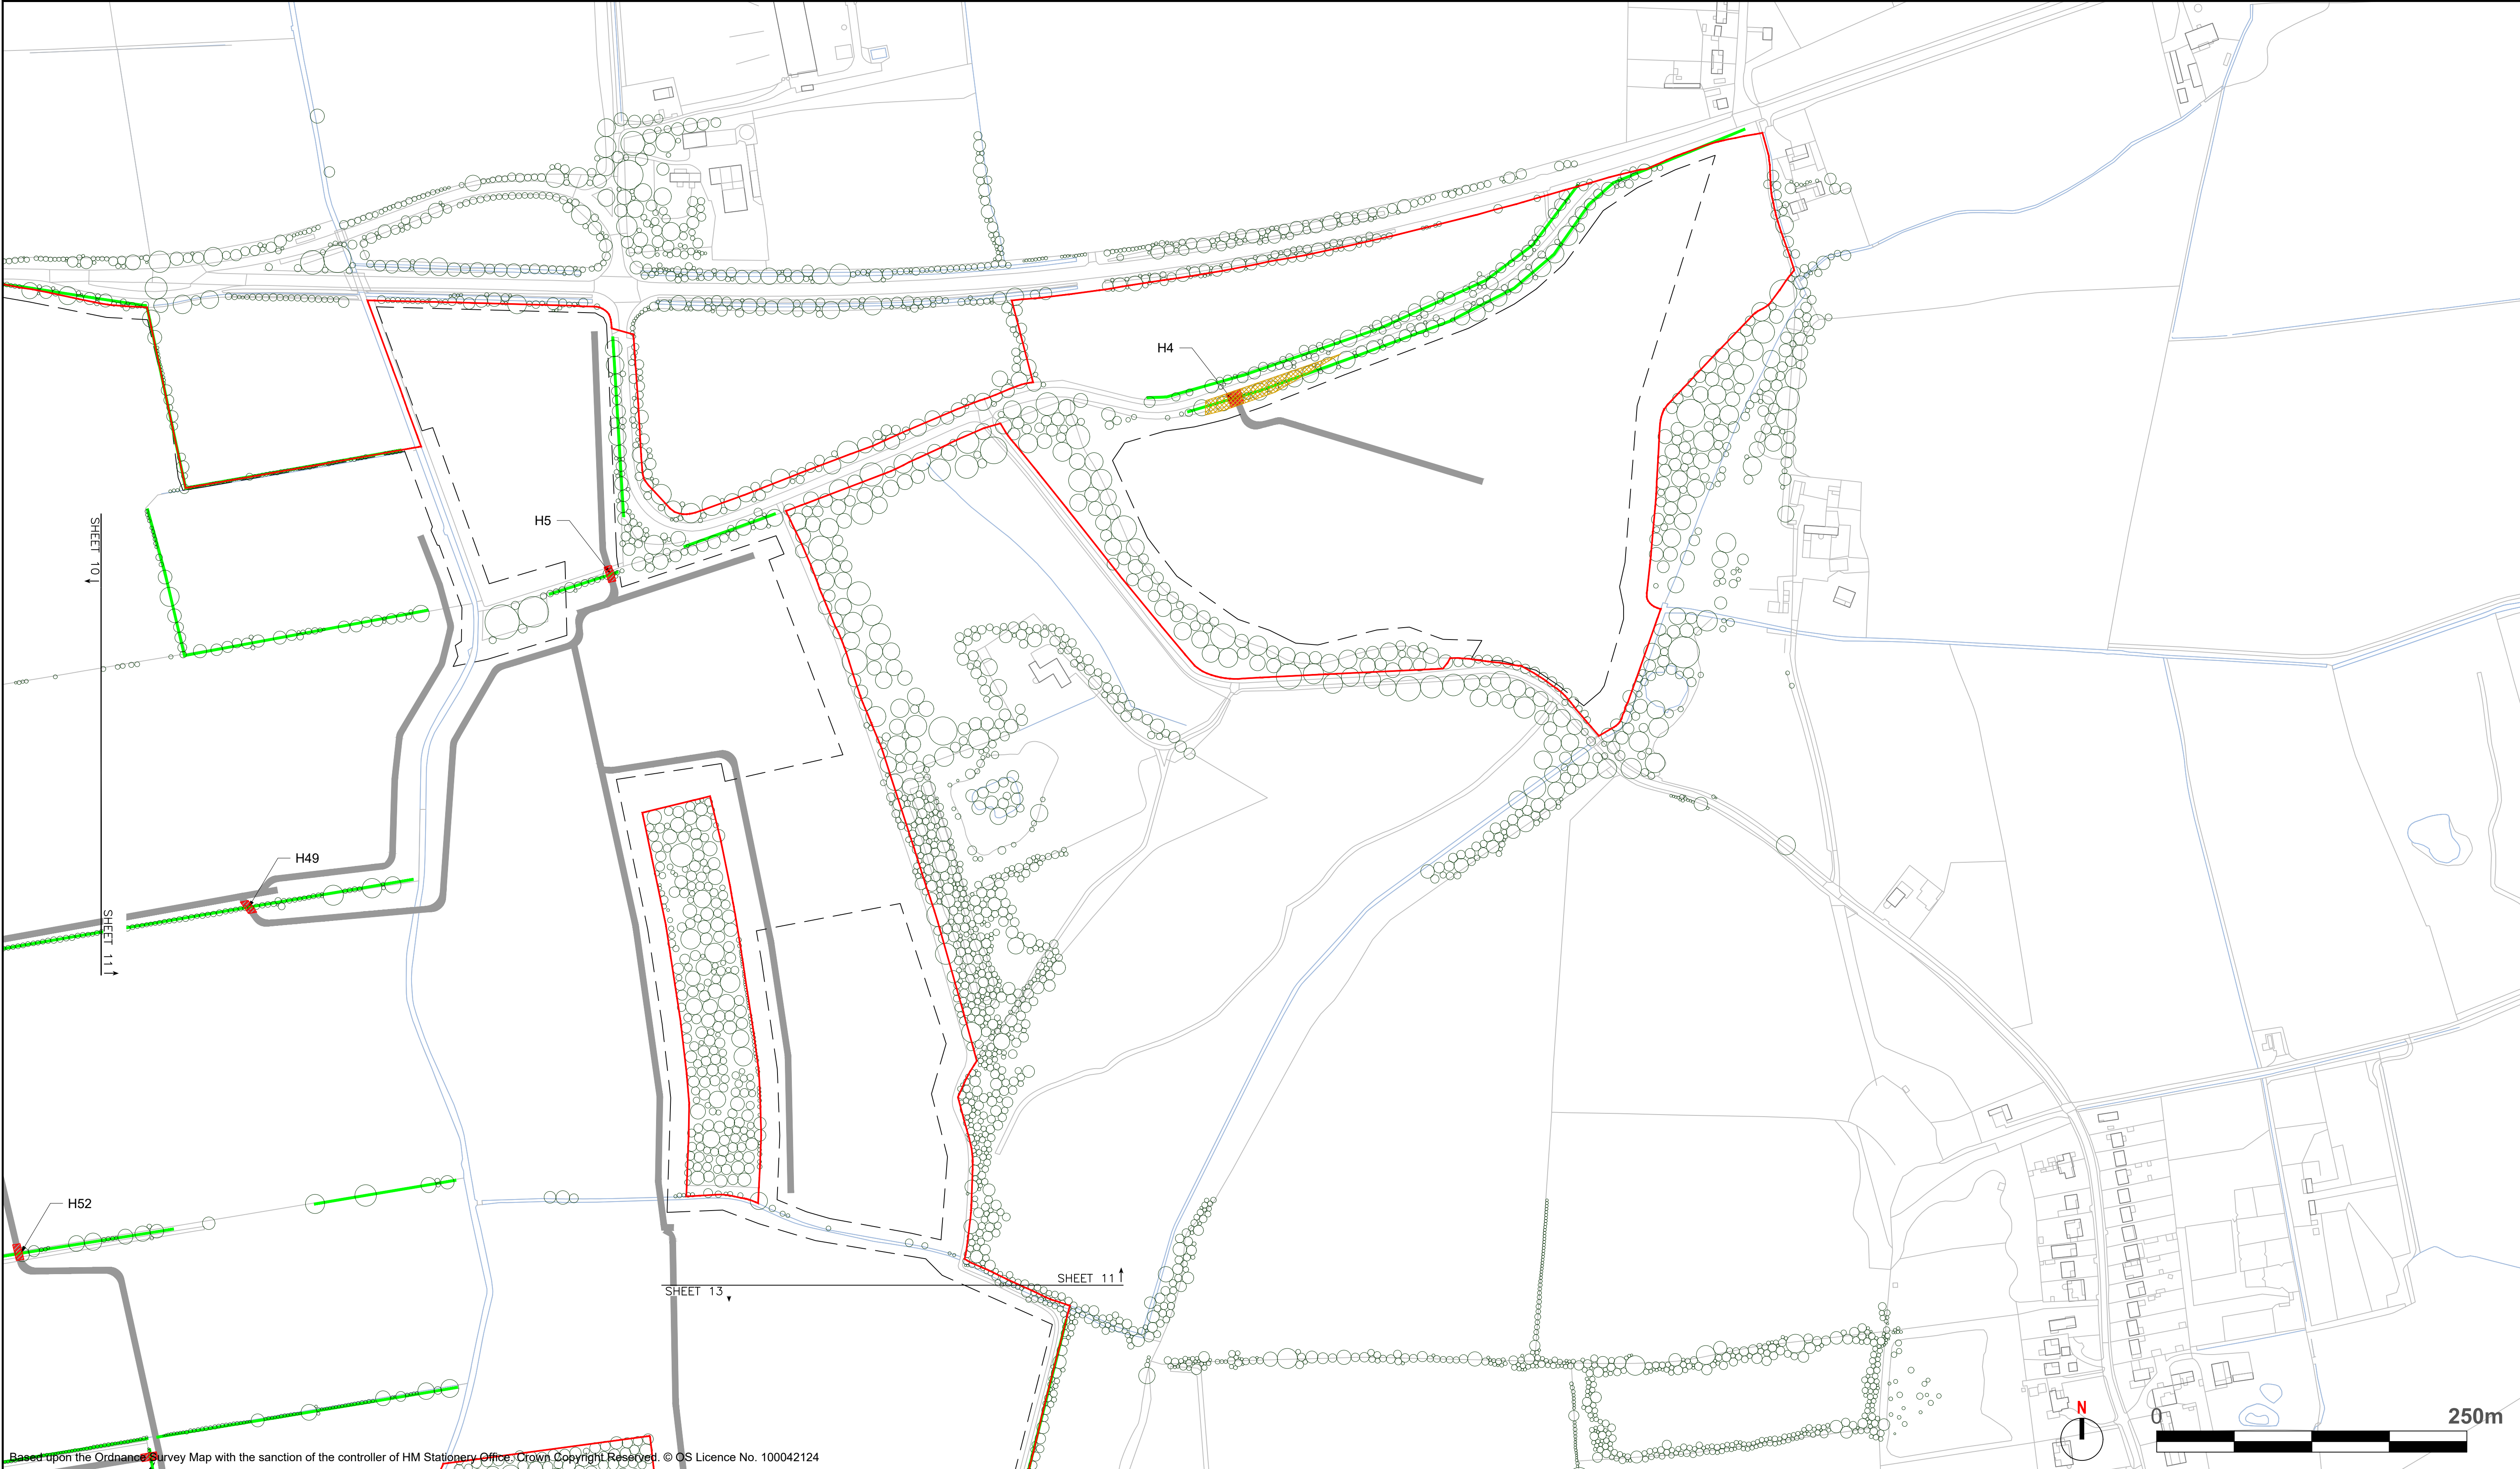 H4
H5
SHEET 10
H49
SHEET 11
H52
SHEET 11
SHEET 13
N
0
250m
Based upon the Ordnance Survey Map with the sanction of the controller of HM Stationery Office. Crown Copyright Reserved. © OS Licence No. 100042124